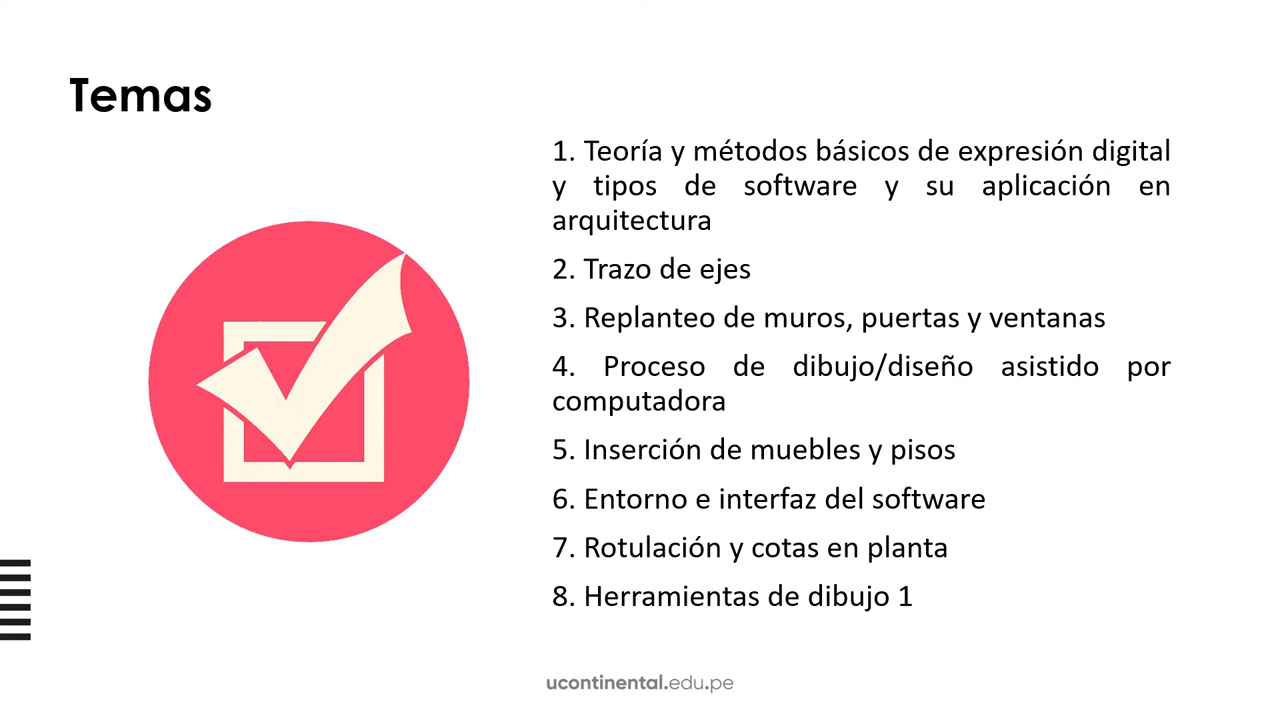 Temas
1. Teoría y métodos básicos de expresión digital
y tipos de software y su aplicación en
arquitectura
2. Trazo de ejes
3. Replanteo de muros, puertas y ventanas
4. Proceso de dibujo/diseño asistido por
computadora
5. Inserción de muebles y pisos
6. Entorno e interfaz del software
7. Rotulación y cotas en planta
8. Herramientas de dibujo 1
ucontinental.edu.pe